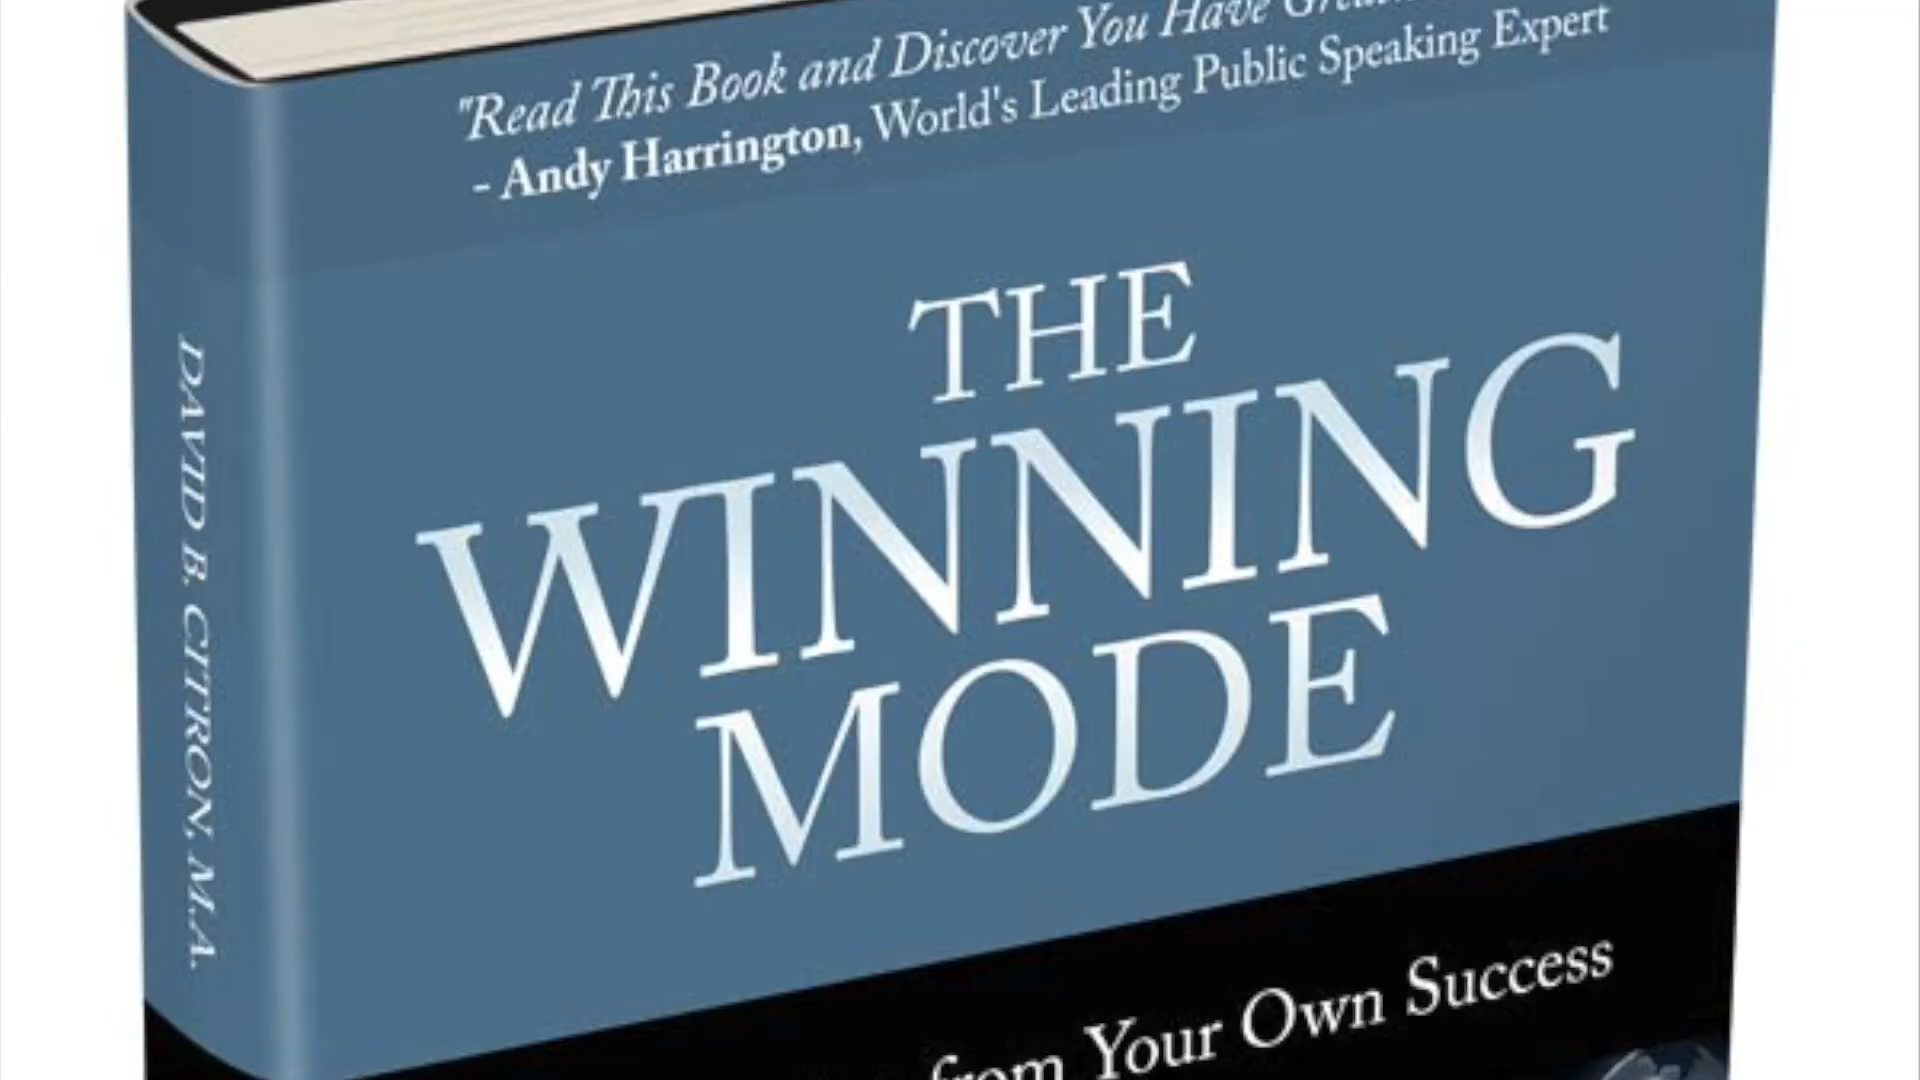 "Read This Book and Discover You Have
- Andy Harrington, World's Leading Public Speaking Expert
THE
WINNING
MODE
from Your Own Success
DAVID B. CITRON, M.A.